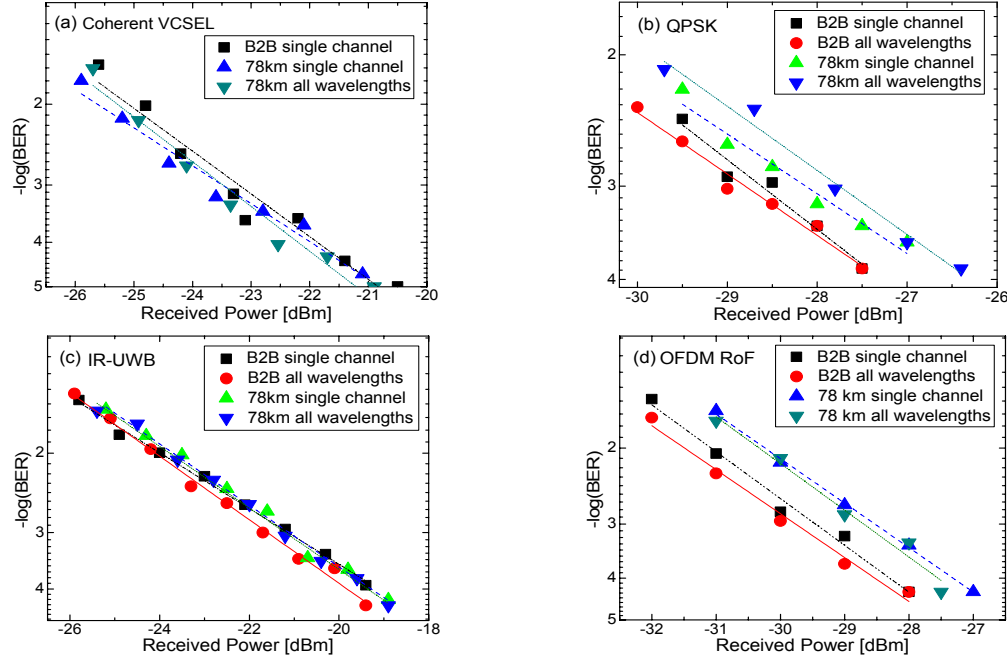 (a) Coherent VCSEL
B2B single channel
78km single channel
78km all wavelengths
-log(BER)
2
3
4
5
-26 -25 -24 -23 -22 -21 -20
Received Power [dBm]
(b) QPSK
B2B single channel
B2B all wavelengths
78km single channel
78km all wavelengths
-log(BER)
2
3
4
-30 -29 -28 -27 -26
Received Power [dBm]
(c) IR-UWB
B2B single channel
B2B all wavelengths
78km single channel
78km all wavelengths
-log(BER)
2
3
4
-26 -24 -22 -20 -18
Received Power [dBm]
(d) OFDM RoF
B2B single channel
B2B all wavelengths
78 km single channel
78 km all wavelengths
-log(BER)
2
3
4
5
-32 -31 -30 -29 -28 -27
Received Power [dBm]